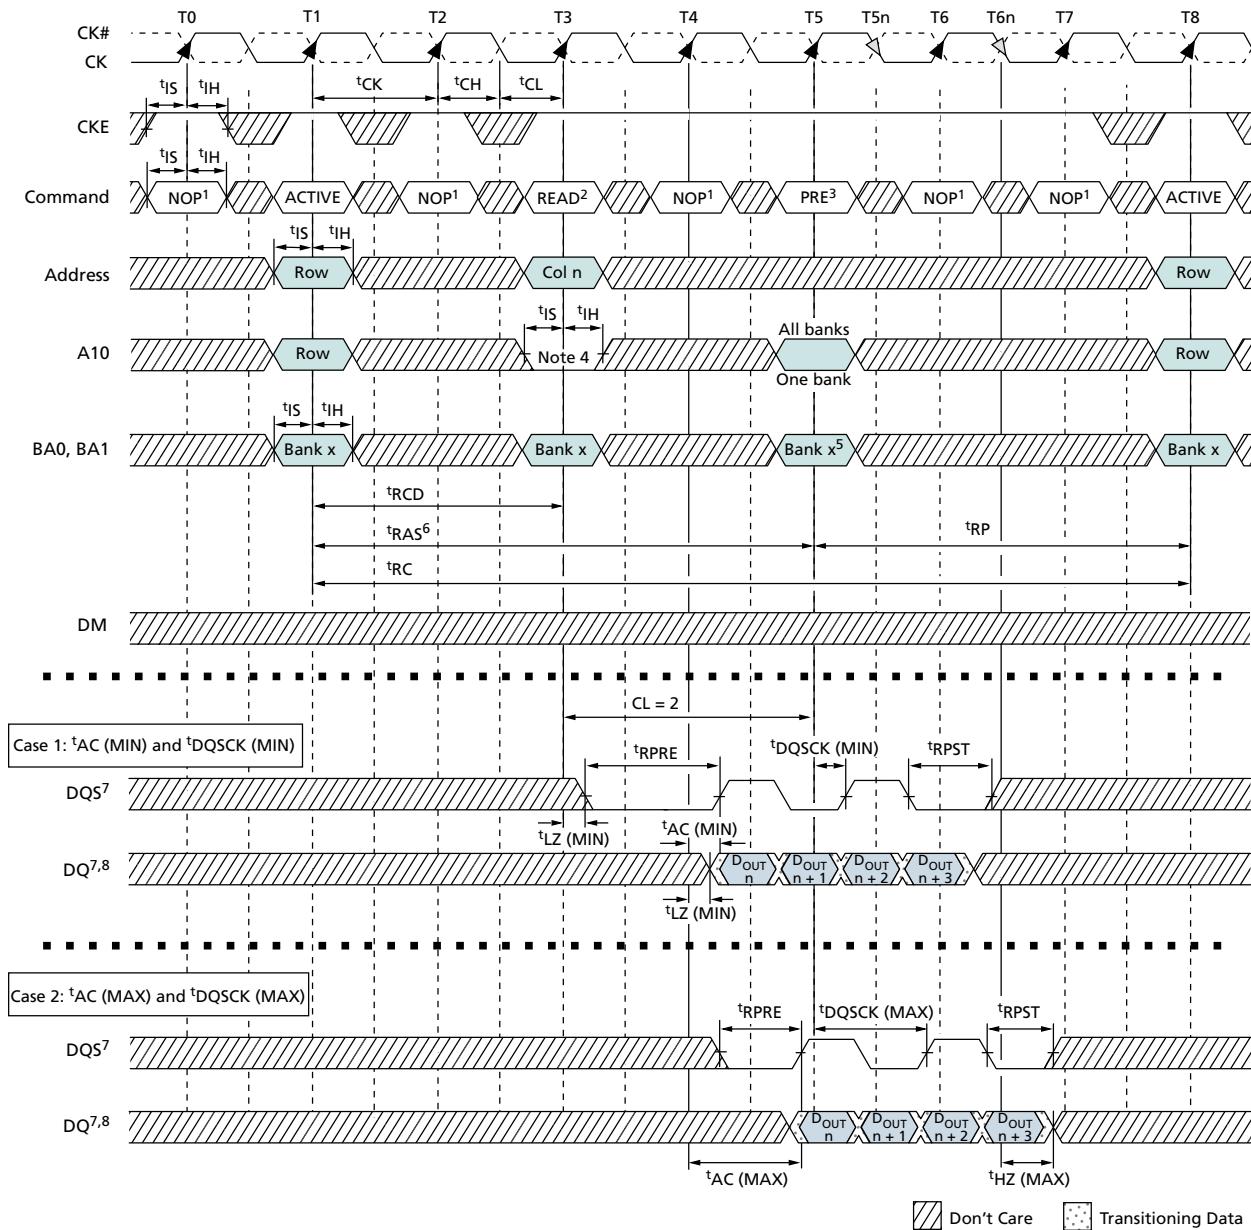 T0 T1 T2 T3 T4 T5 T5n T6 T6n T7 T8
CK#
CK
tCK tCH tCL
tIS tIH
CKE
tIS tIH
Command NOP1 ACTIVE NOP1 READ2 NOP1 PRE3 NOP1 NOP1 ACTIVE
tIS tIH
Address Row Col n Row
tIS tIH
All banks
A10 Row Note 4 Row
One bank
tIS tIH
BA0, BA1 Bank x Bank x Bank x5 Bank x
tRCD
tRAS6 tRP
tRC
DM
CL = 2
Case 1: tAC (MIN) and tDQSCK (MIN)
tRPRE tDQSCK (MIN) tRPST
DQS7
tLZ (MIN) tAC (MIN)
DQ7,8 DOUT DOUT DOUT DOUT
n n + 1 n + 2 n + 3
tLZ (MIN)
Case 2: tAC (MAX) and tDQSCK (MAX)
tRPRE tDQSCK (MAX) tRPST
DQS7
DQ7,8 DOUT DOUT DOUT DOUT
n n + 1 n + 2 n + 3
tAC (MAX) tHZ (MAX)
Don't Care Transitioning Data